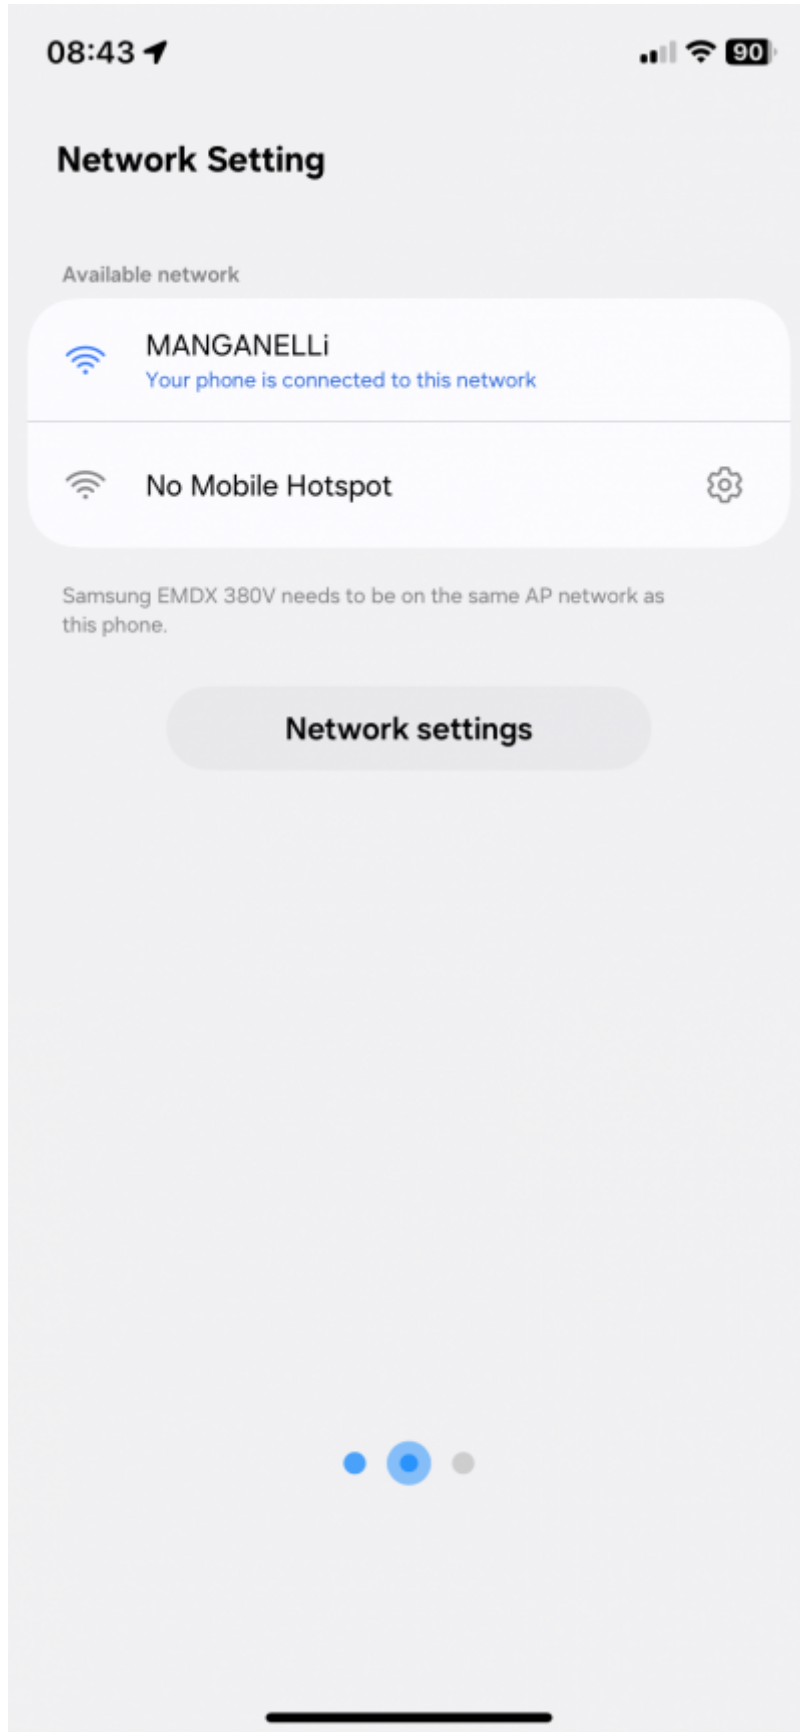 08:43
90
Network Setting
Available network
MANGANELLi
Your phone is connected to this network
No Mobile Hotspot
Samsung EMDX 380V needs to be on the same AP network as
this phone.
Network settings